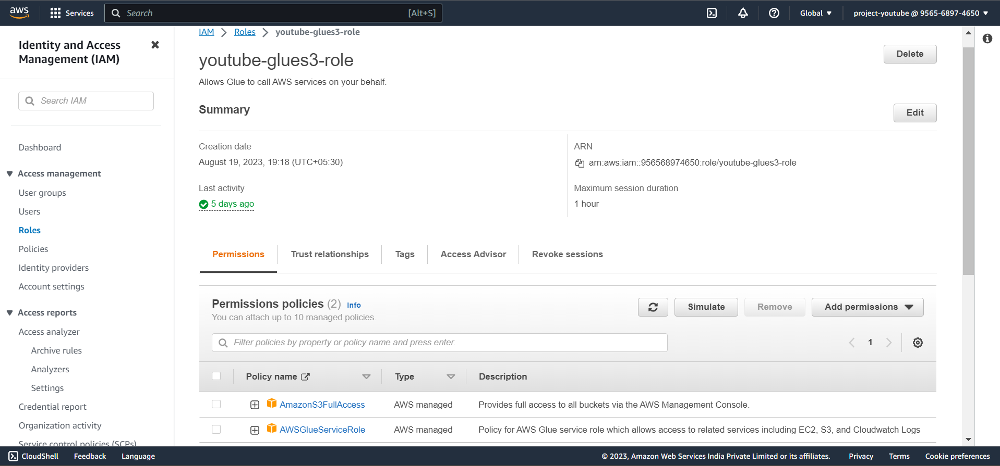 aws
Services
Search [Alt+S]
Global
project-youtube @ 9565-6897-4650
Identity and Access
Management (IAM)
Search IAM
Dashboard
Access management
User groups
Users
Roles
Policies
Identity providers
Account settings
Access reports
Access analyzer
Archive rules
Analyzers
Settings
Credential report
Organization activity
Service control policies (SCPs)
IAM > Roles > youtube-glues3-role
youtube-glues3-role
Delete
Allows Glue to call AWS services on your behalf.
Summary
Edit
Creation date
August 19, 2023, 19:18 (UTC+05:30)
Last activity
5 days ago
ARN
arn:aws:iam::956568974650:role/youtube-glues3-role
Maximum session duration
1 hour
Permissions
Trust relationships
Tags
Access Advisor
Revoke sessions
Permissions policies (2) Info
You can attach up to 10 managed policies.
Simulate
Remove
Add permissions
Filter policies by property or policy name and press enter.
1
Policy name Type Description
AmazonS3FullAccess AWS managed Provides full access to all buckets via the AWS Management Console.
AWSGlueServiceRole AWS managed Policy for AWS Glue service role which allows access to related services including EC2, S3, and Cloudwatch Logs
CloudShell Feedback Language
© 2023, Amazon Web Services India Private Limited or its affiliates. Privacy Terms Cookie preferences